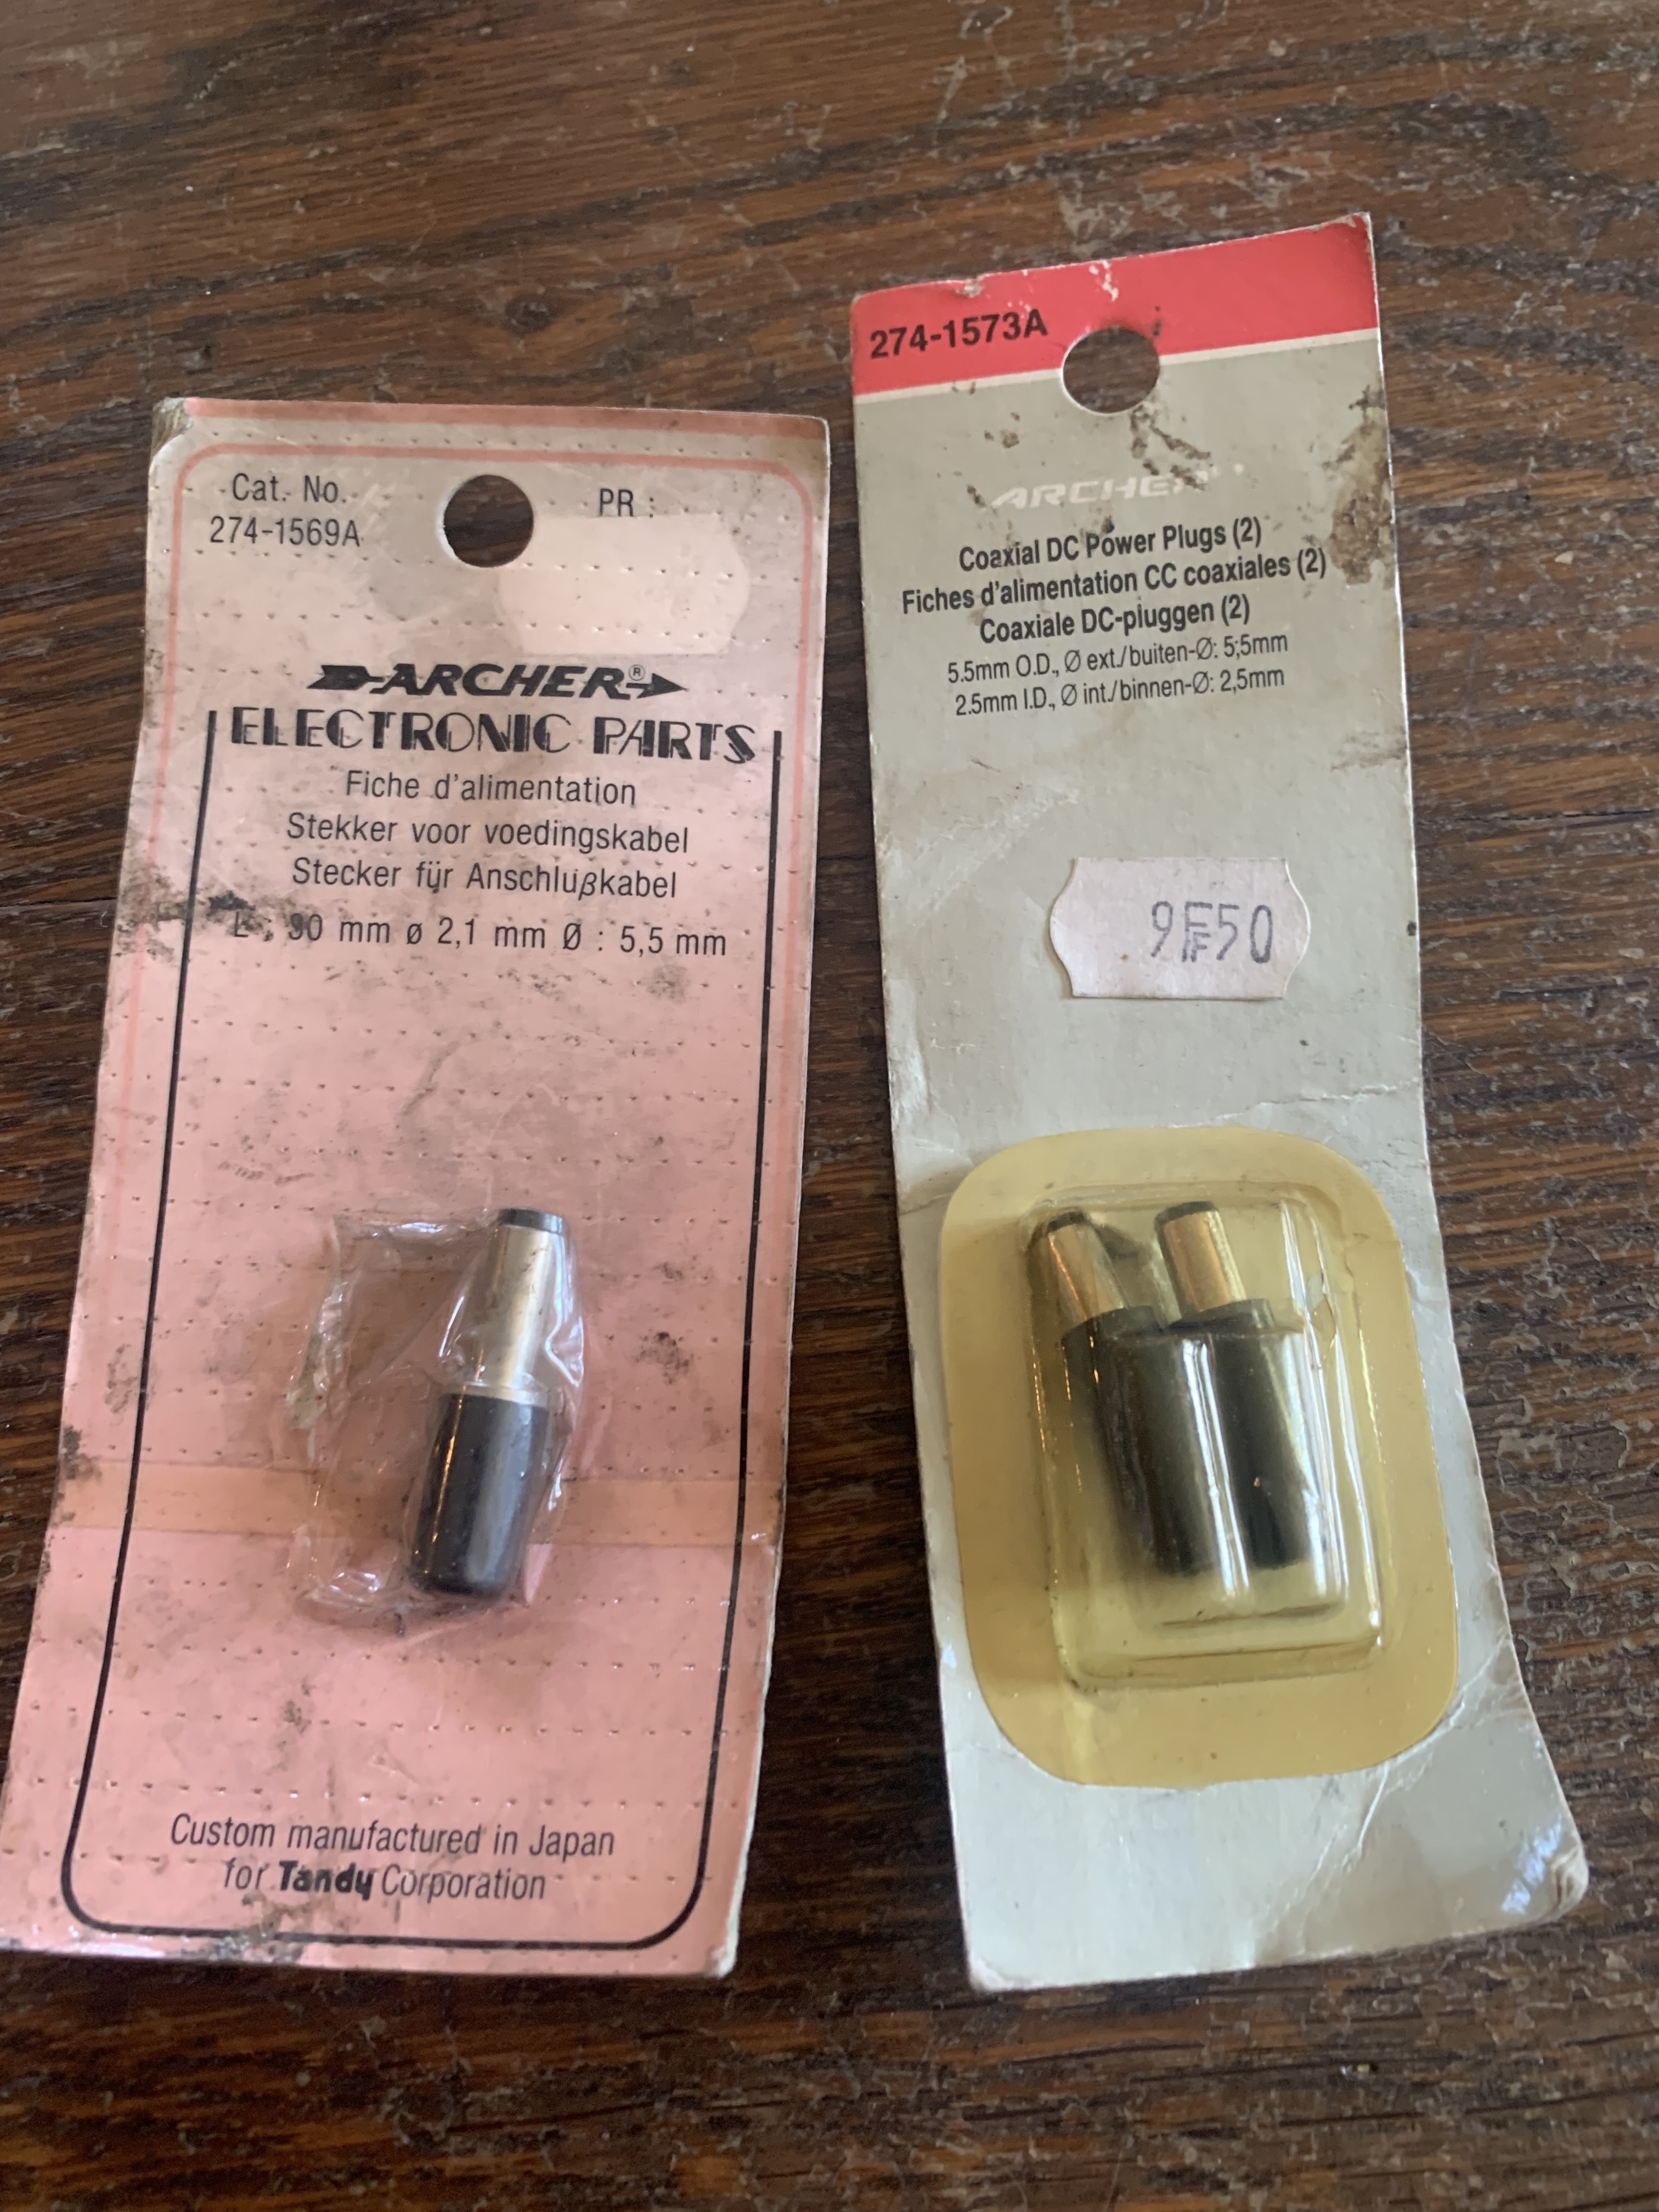 Cat. No.
274-1569A
PR :
ARCHER®
ELECTRONIC PARTS
Fiche d'alimentation
Stekker voor voedingskabel
Stecker für Anschlußkabel
L : 30 mm ø 2,1 mm Ø : 5,5 mm
Custom manufactured in Japan
for Tandy Corporation
274-1573A
ARCHER
Coaxial DC Power Plugs (2)
Fiches d'alimentation CC coaxiales (2)
Coaxiale DC-pluggen (2)
5.5mm O.D., Ø ext./buiten-Ø: 5,5mm
2.5mm I.D., Ø int./binnen-Ø: 2,5mm
9F50